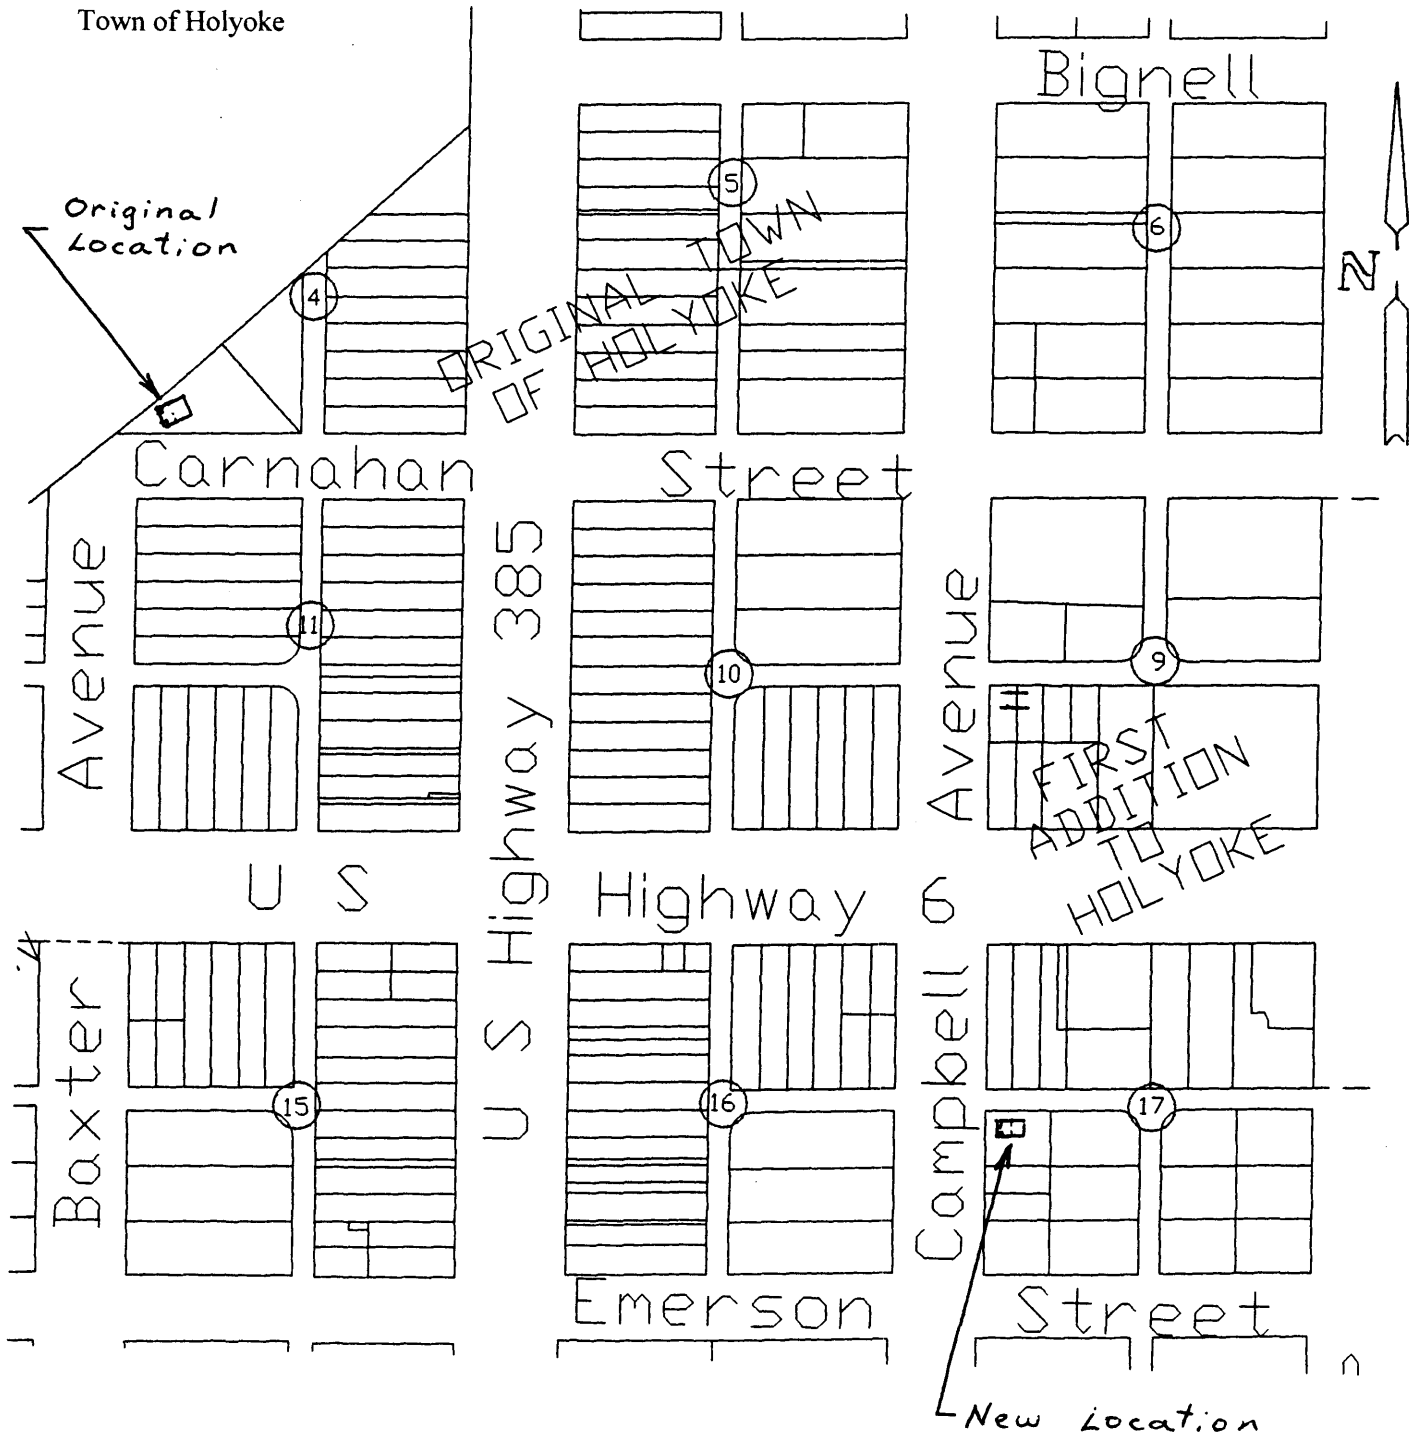 Town of Holyoke
Bignell
Original
Location
5
6
4
N
ORIGINAL TOWN
OF HOLYOKE
Carnahan Street
Avenue
11
US Highway 385
10
Avenue
9
FIRST
ADDITION
TO
HOLYOKE
US Highway 6
Baxter
15
16
Campbell
17
Emerson Street
New Location